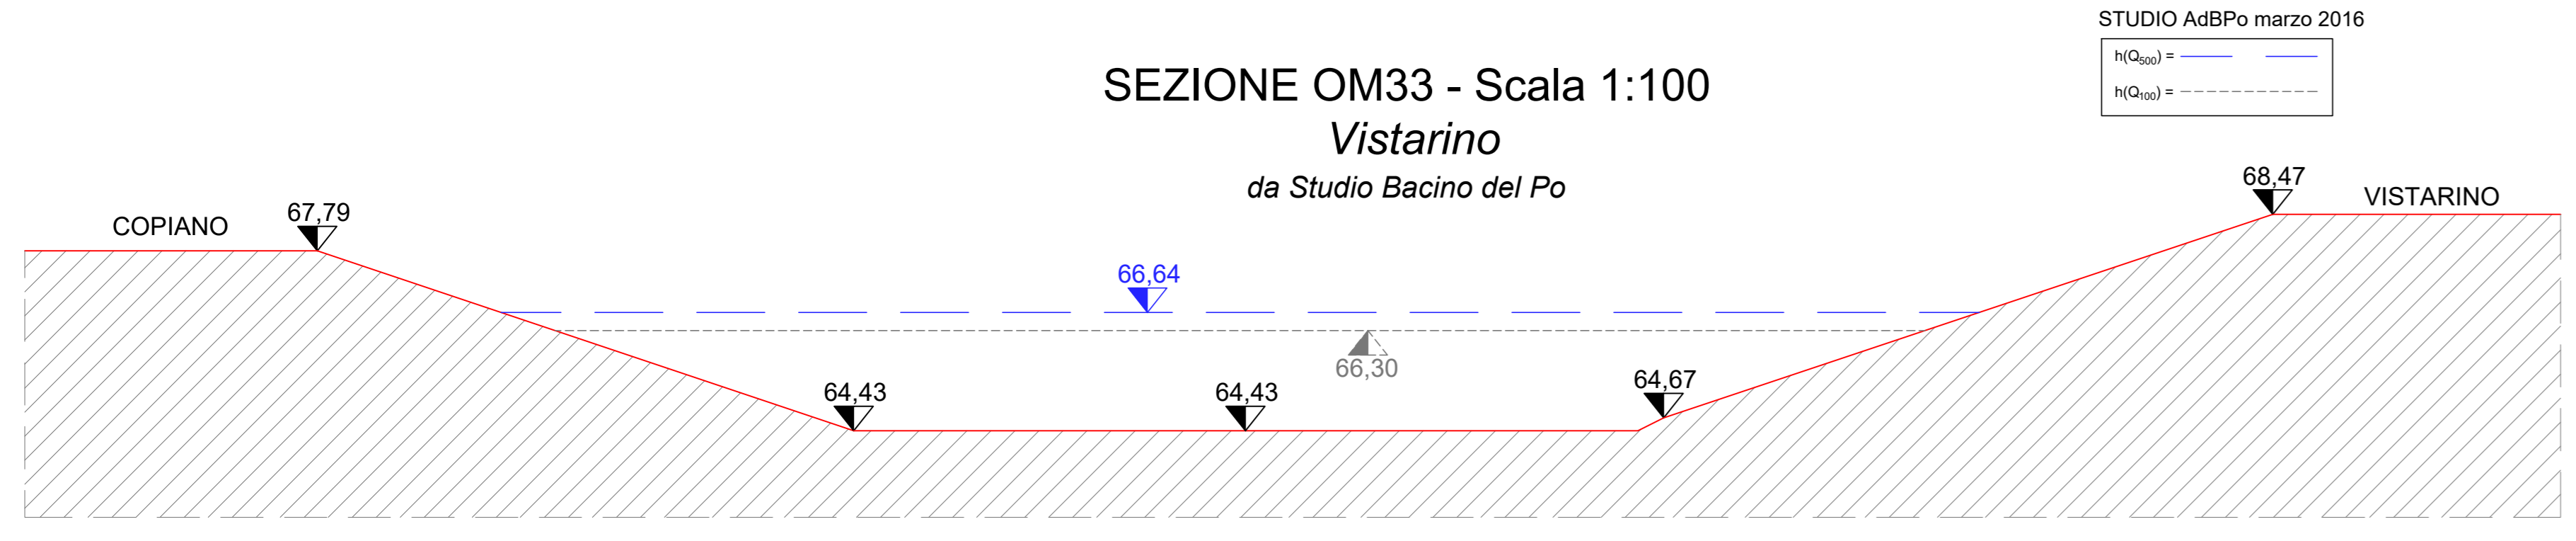 STUDIO AdBPo marzo 2016
h(Q500) =
h(Q100) =
SEZIONE OM33 - Scala 1:100
Vistarino
da Studio Bacino del Po
COPIANO
67,79
68,47
VISTARINO
66,64
66,30
64,43
64,43
64,67